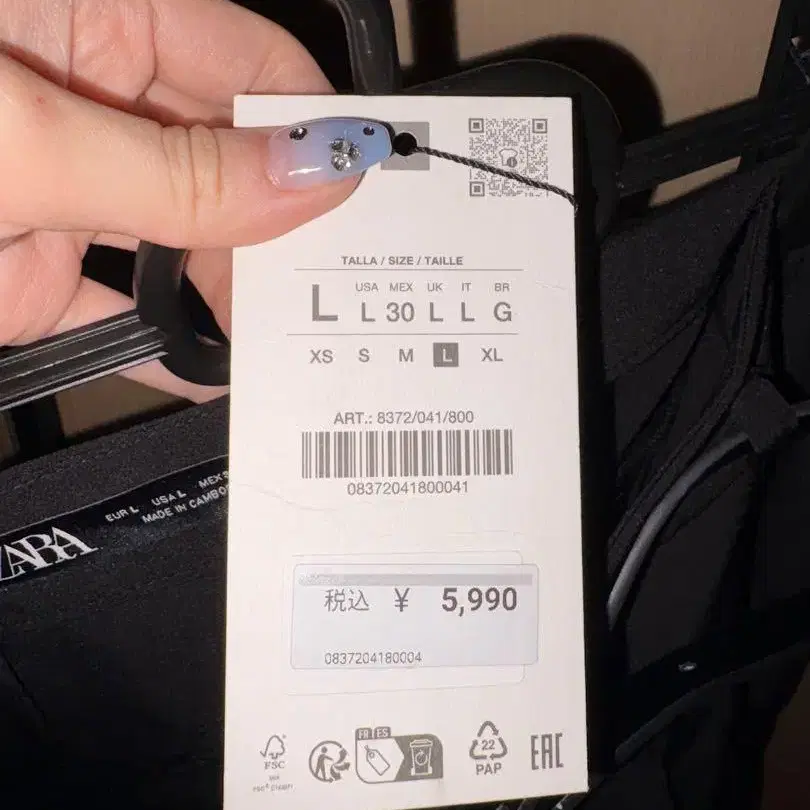 TALLA / SIZE / TAILLE
USA MEX UK IT BR
L L 30 L L G
XS S M L XL
ART.: 8372/041/800
08372041800041
ZARA
EUR L USA L MEX
MADE IN
税込 ¥ 5,990
0837204180004
FR ES
FSC
22
PAP
EAC